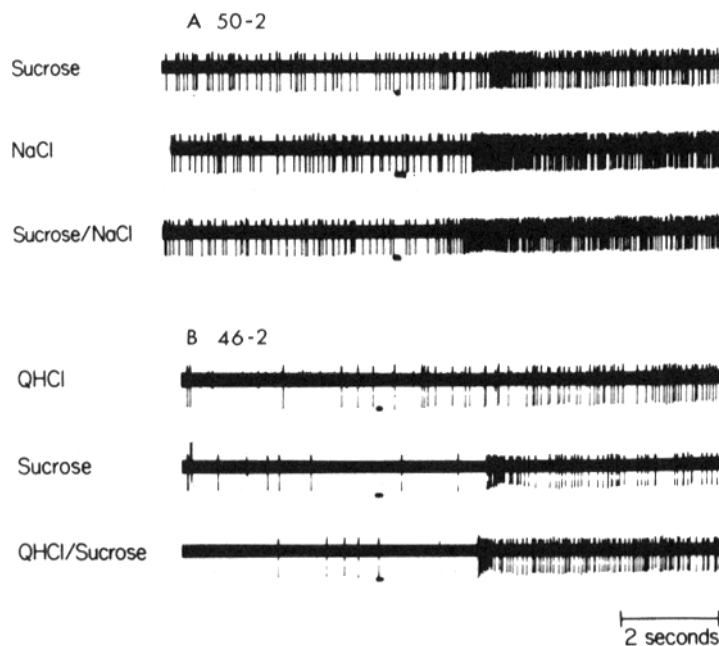 A 50-2
Sucrose
NaCl
Sucrose/NaCl
B 46-2
QHCl
Sucrose
QHCl/Sucrose
2 seconds